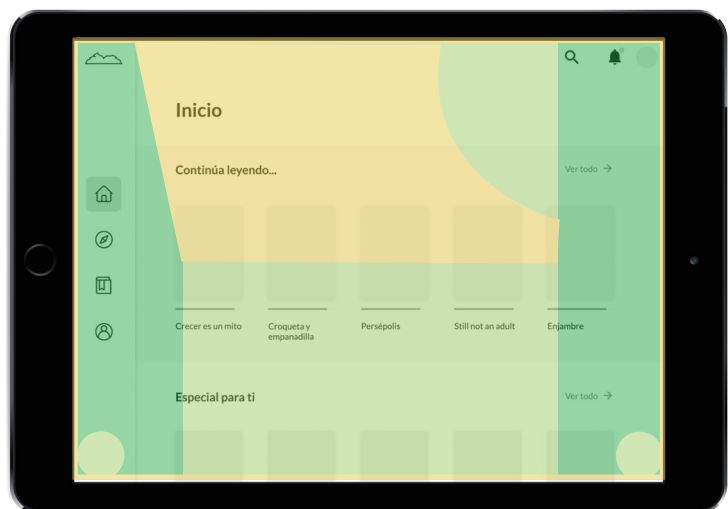 Inicio
Continúa leyendo...
Ver todo →
Crecer es un mito
Croqueta y
empanadilla
Persépolis
Still not an adult
Enjambre
Especial para ti
Ver todo →